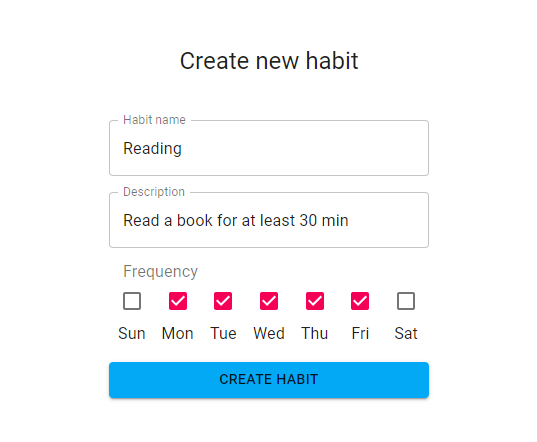 Create new habit
Habit name
Reading
Description
Read a book for at least 30 min
Frequency
Sun Mon Tue Wed Thu Fri Sat
CREATE HABIT